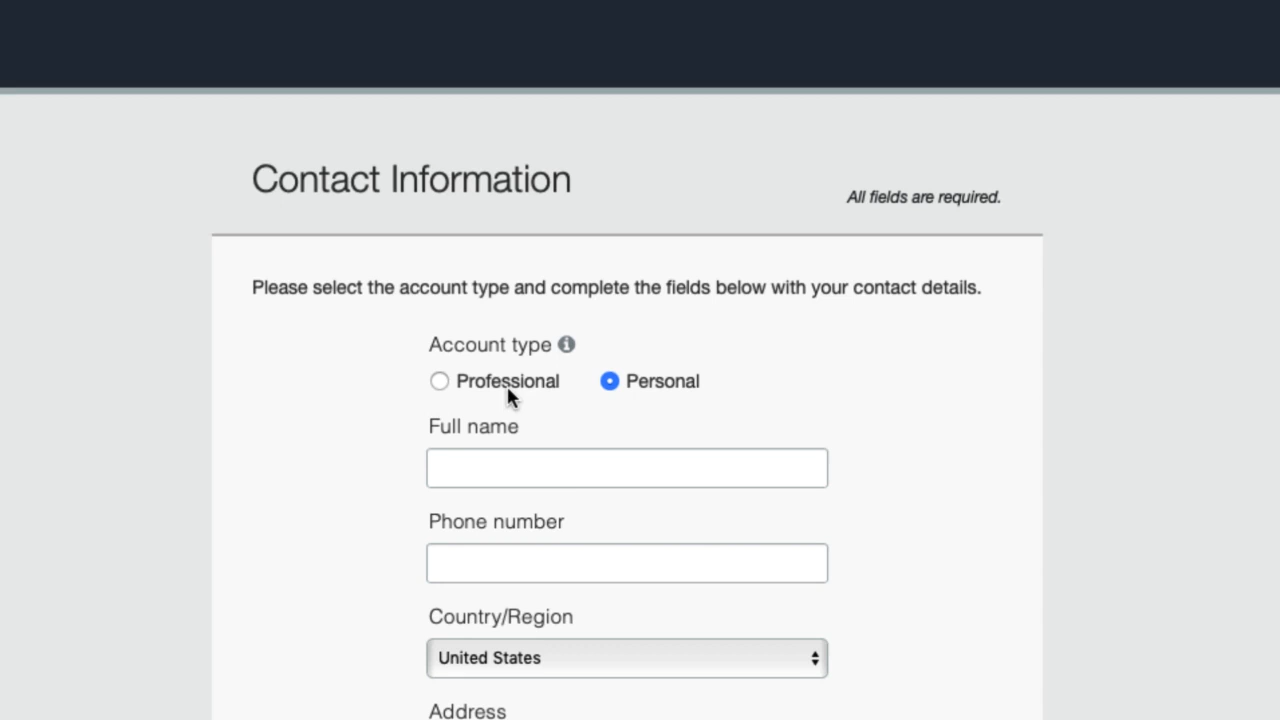 Contact Information
All fields are required.
Please select the account type and complete the fields below with your contact details.
Account type
Professional Personal
Full name
Phone number
Country/Region
United States
Address